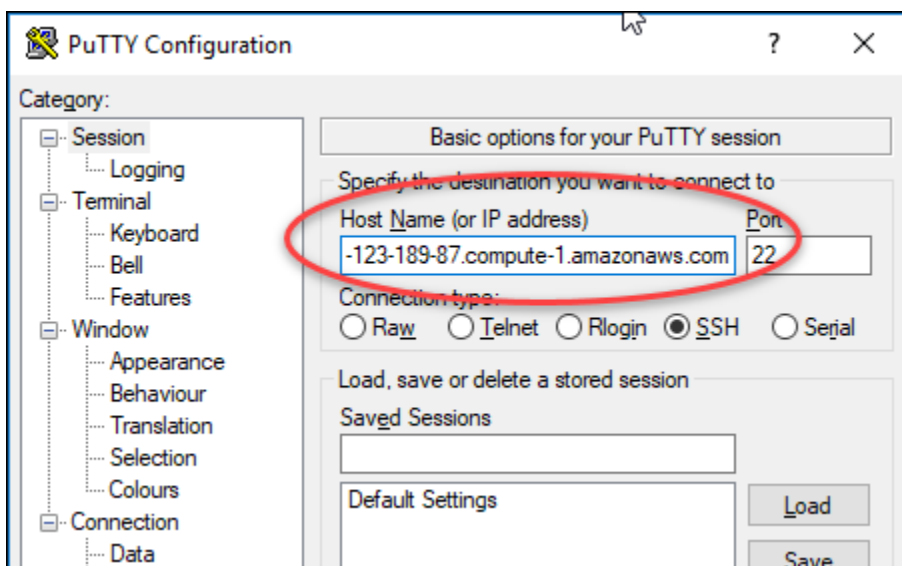 PuTTY Configuration
?
Category:
Session
Logging
Terminal
Keyboard
Bell
Features
Window
Appearance
Behaviour
Translation
Selection
Colours
Connection
Data
Basic options for your PuTTY session
Specify the destination you want to connect to
Host Name (or IP address) Port
-123-189-87.compute-1.amazonaws.com 22
Connection type:
Raw Telnet Rlogin SSH Serial
Load, save or delete a stored session
Saved Sessions
Default Settings
Load
Save